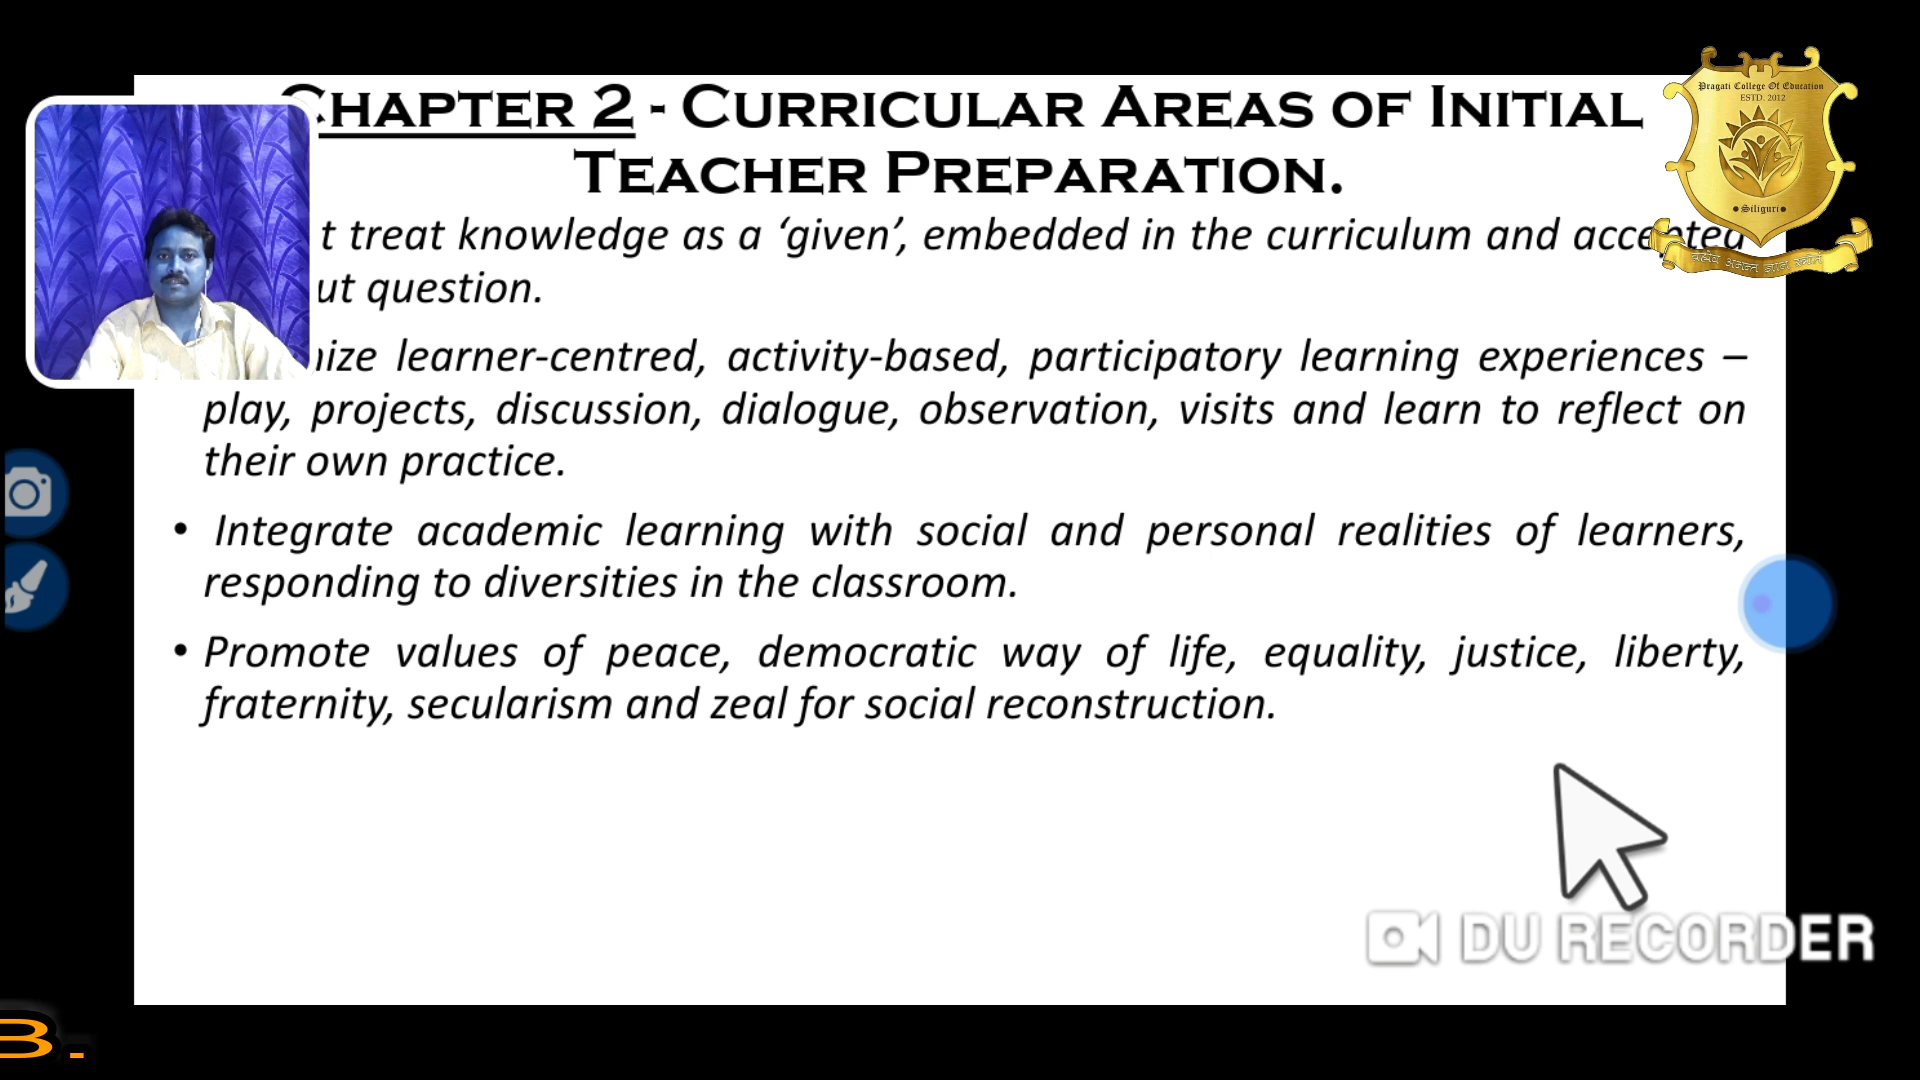 CHAPTER 2 - CURRICULAR AREAS OF INITIAL
TEACHER PREPARATION.
t treat knowledge as a ‘given’, embedded in the curriculum and accepted
ut question.
ize learner-centred, activity-based, participatory learning experiences –
play, projects, discussion, dialogue, observation, visits and learn to reflect on
their own practice.
• Integrate academic learning with social and personal realities of learners,
responding to diversities in the classroom.
• Promote values of peace, democratic way of life, equality, justice, liberty,
fraternity, secularism and zeal for social reconstruction.
Pragati College Of Education
ESTD. 2012
•Siliguri•
DU RECORDER
B.